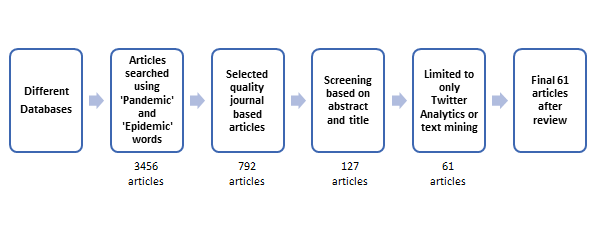 Different
Databases
Articles
searched
using
'Pandemic'
and
'Epidemic'
words
Selected
quality
journal
based
articles
Screening
based on
abstract
and title
Limited to
only
Twitter
Analytics or
text mining
Final 61
articles
after
review
3456
articles
792
articles
127
articles
61
articles